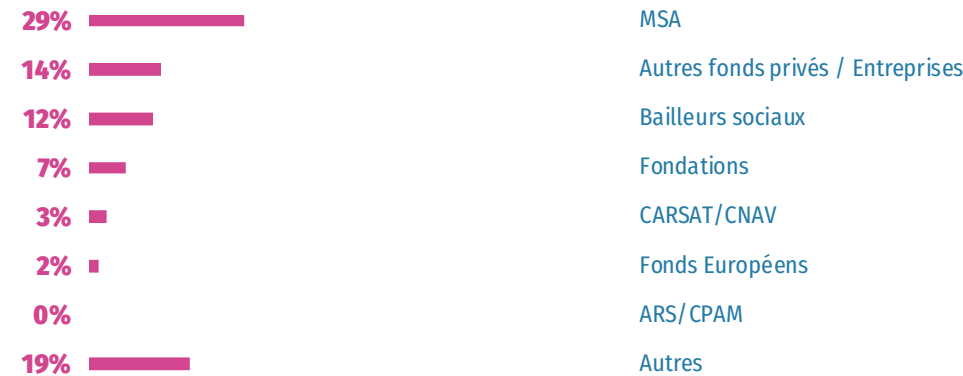 29% MSA
14% Autres fonds privés / Entreprises
12% Bailleurs sociaux
7% Fondations
3% CARSAT/CNAV
2% Fonds Européens
0% ARS/CPAM
19% Autres